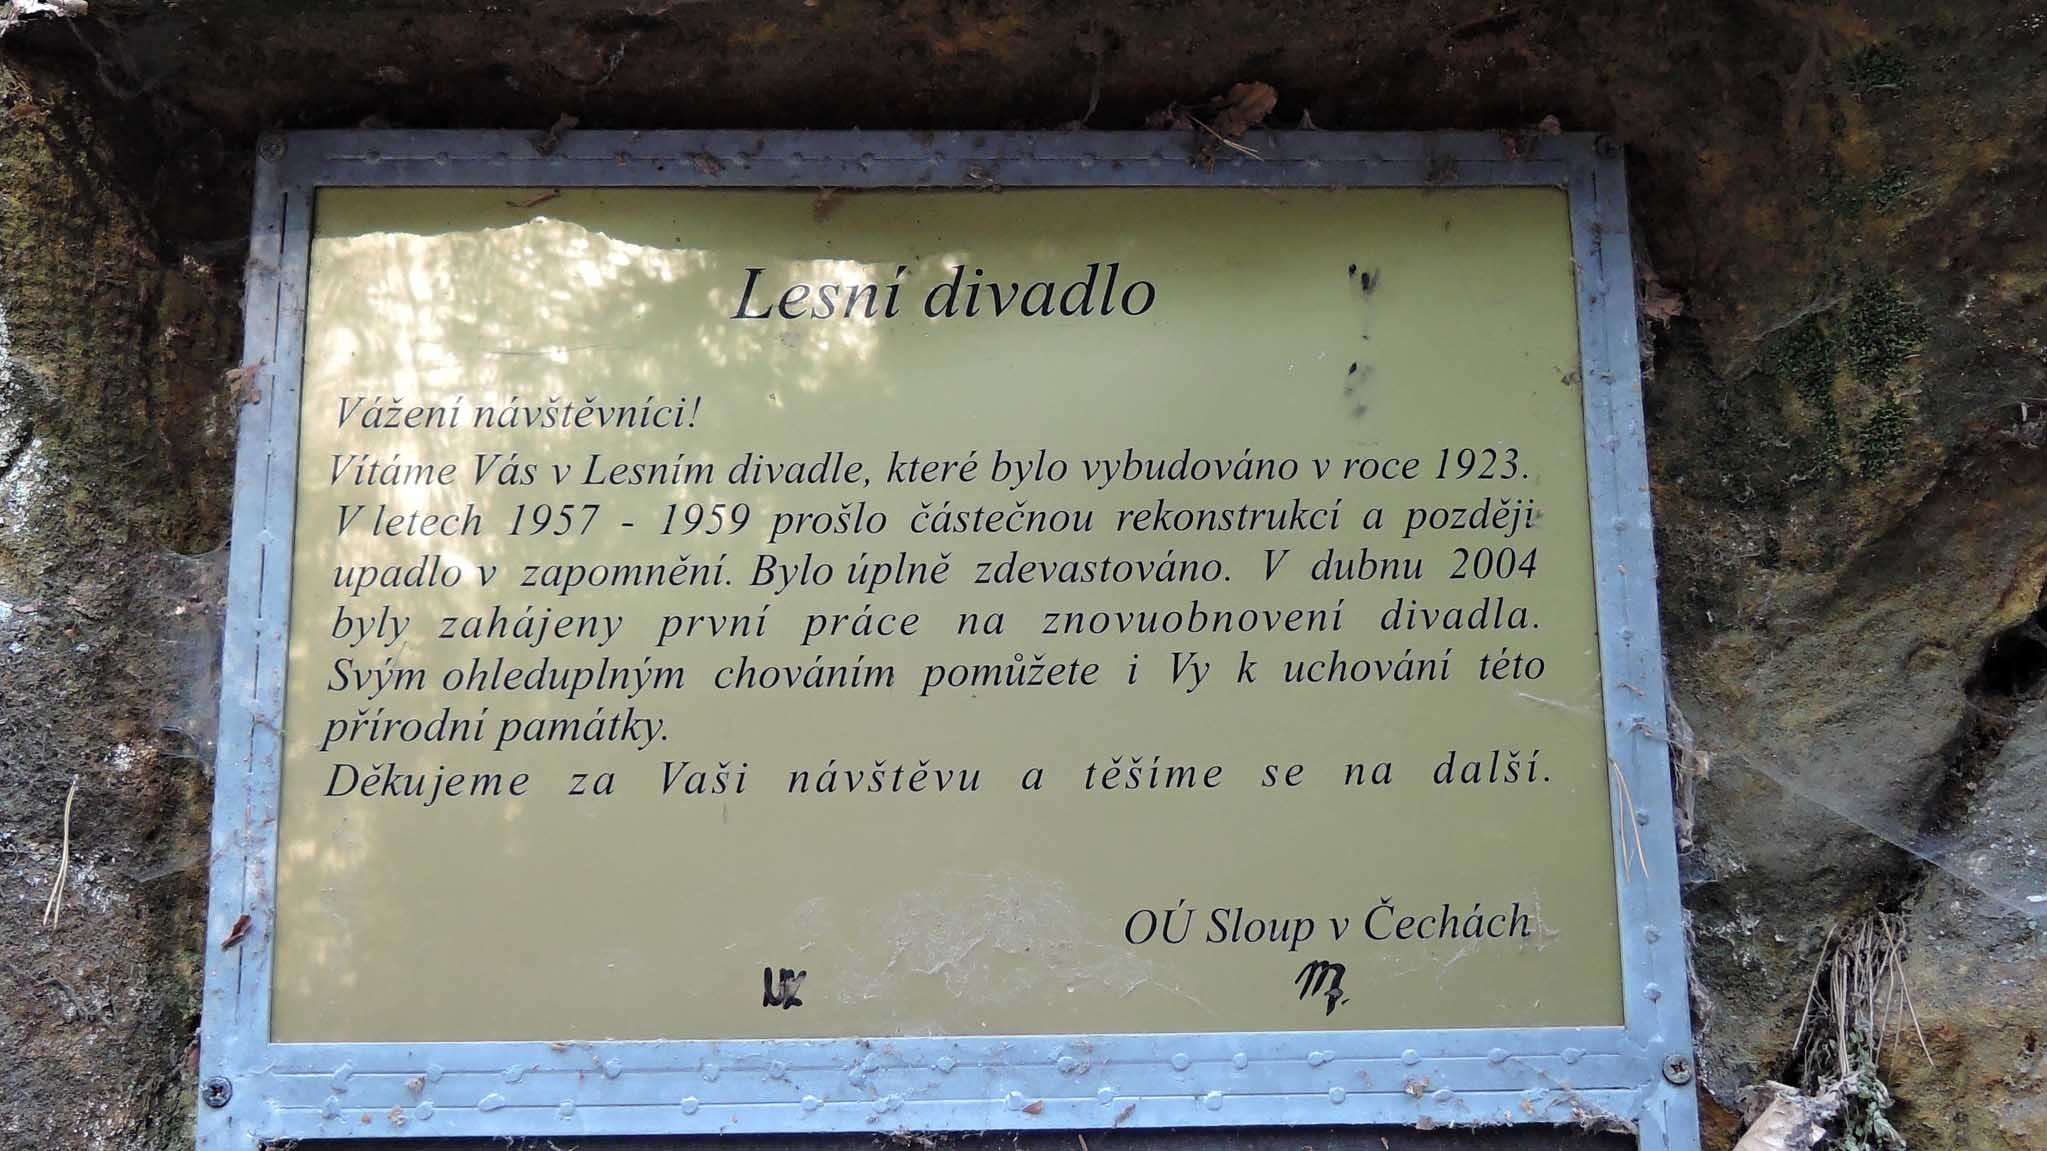 Lesní divadlo
Vážení návštěvníci!
Vítáme Vás v Lesním divadle, které bylo vybudováno v roce 1923.
V letech 1957 - 1959 prošlo částečnou rekonstrukcí a později
upadlo v zapomnění. Bylo úplně zdevastováno. V dubnu 2004
byly zahájeny první práce na znovuobnovení divadla.
Svým ohleduplným chováním pomůžete i Vy k uchování této
přírodní památky.
Děkujeme za Vaši návštěvu a těšíme se na další.
OÚ Sloup v Čechách